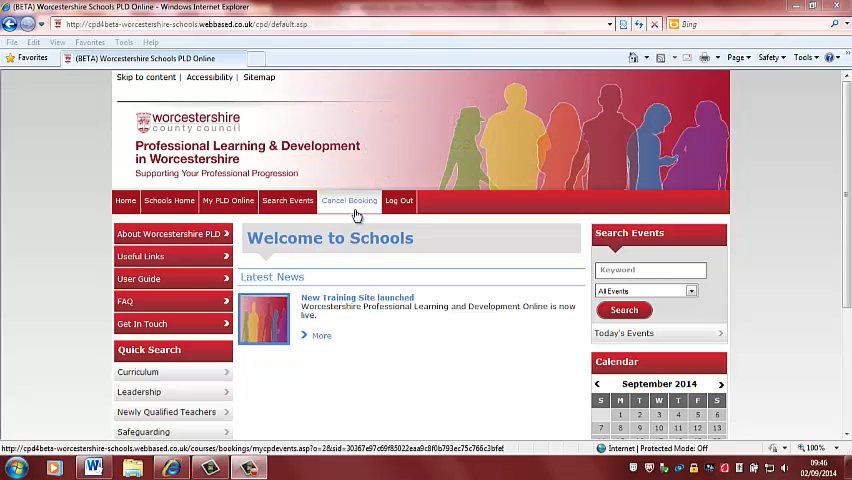 (BETA) Worcestershire Schools PLD Online - Windows Internet Explorer
http://cpd4beta-worcestershire-schools.webbased.co.uk/cpd/default.asp
Bing
File Edit View Favorites Tools Help
Favorites (BETA) Worcestershire Schools PLD Online Page Safety Tools
Skip to content | Accessibility | Sitemap
worcestershire
county council
Professional Learning & Development
in Worcestershire
Supporting Your Professional Progression
Home Schools Home My PLD Online Search Events Cancel Booking Log Out
About Worcestershire PLD
Useful Links
User Guide
FAQ
Get In Touch
Quick Search
Curriculum
Leadership
Newly Qualified Teachers
Safeguarding
Welcome to Schools
Latest News
New Training Site launched
Worcestershire Professional Learning and Development Online is now
live.
More
Search Events
Keyword
All Events
Search
Today's Events
Calendar
September 2014
S M T W T F S
1 2 3 4 5 6
7
Internet | Protected Mode: Off 100%
09:46
02/09/2014